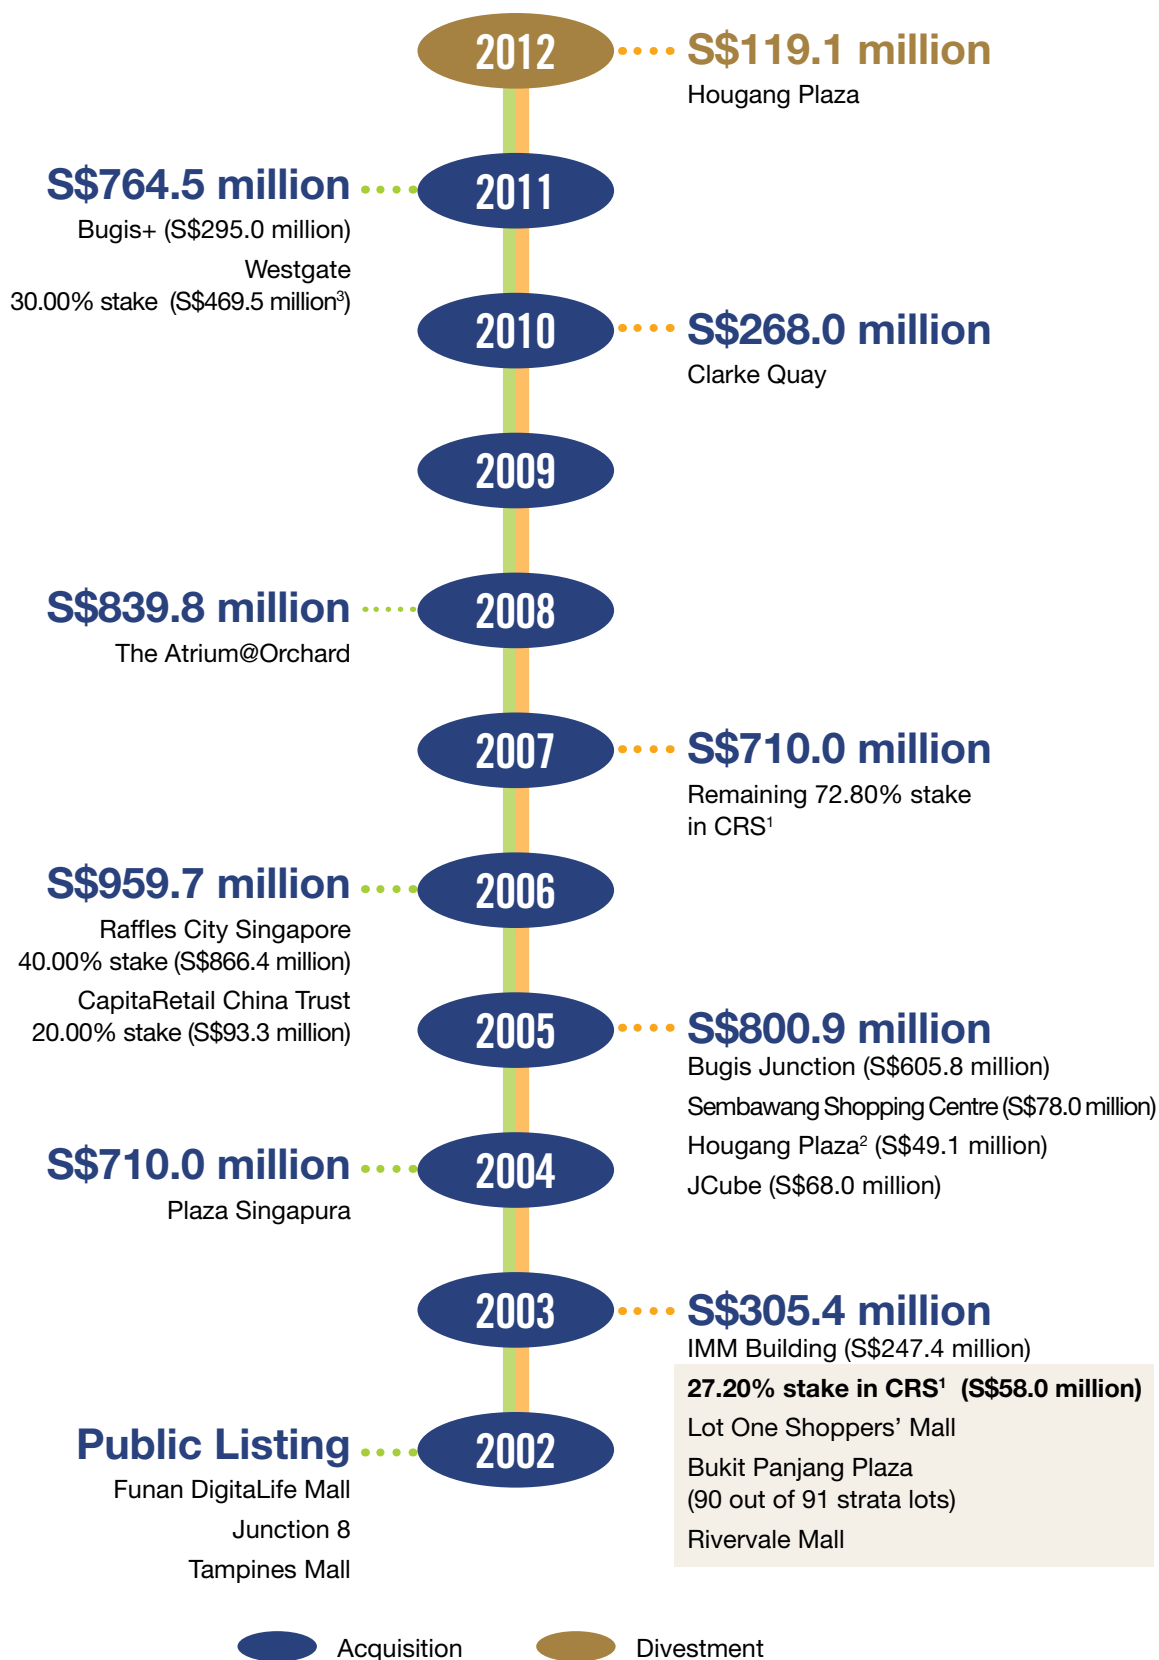 2012
S$119.1 million
Hougang Plaza
S$764.5 million
2011
Bugis+ (S$295.0 million)
Westgate
30.00% stake (S$469.5 million³)
2010
S$268.0 million
Clarke Quay
2009
S$839.8 million
2008
The Atrium@Orchard
2007
S$710.0 million
Remaining 72.80% stake
in CRS¹
S$959.7 million
2006
Raffles City Singapore
40.00% stake (S$866.4 million)
CapitaRetail China Trust
20.00% stake (S$93.3 million)
2005
S$800.9 million
Bugis Junction (S$605.8 million)
Sembawang Shopping Centre (S$78.0 million)
Hougang Plaza² (S$49.1 million)
JCube (S$68.0 million)
S$710.0 million
2004
Plaza Singapura
2003
S$305.4 million
IMM Building (S$247.4 million)
27.20% stake in CRS¹ (S$58.0 million)
Lot One Shoppers’ Mall
Bukit Panjang Plaza
(90 out of 91 strata lots)
Rivervale Mall
Public Listing
2002
Funan DigitaLife Mall
Junction 8
Tampines Mall
Acquisition
Divestment